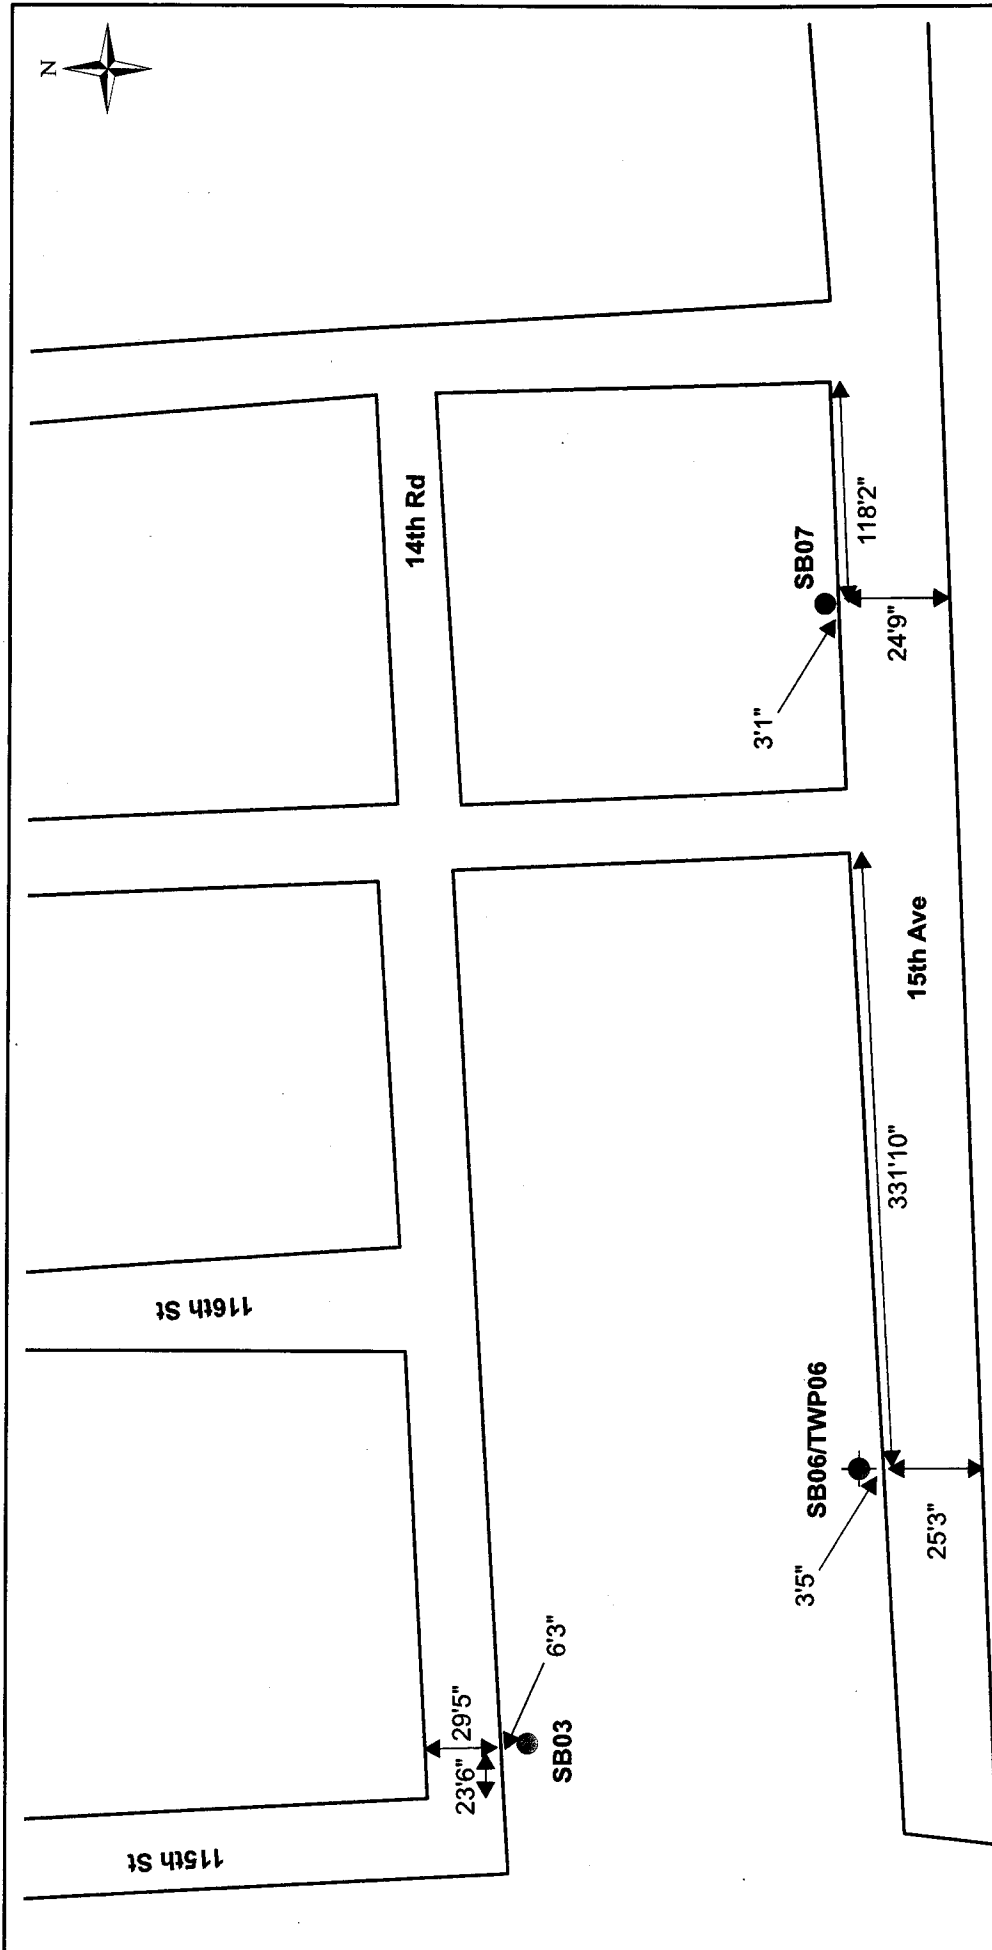 N
14th Rd
SB07
118'2"
24'9"
3'1"
15th Ave
331'10"
116th St
SB06/TWP06
3'5"
25'3"
6'3"
29'5"
23'6"
SB03
115th St